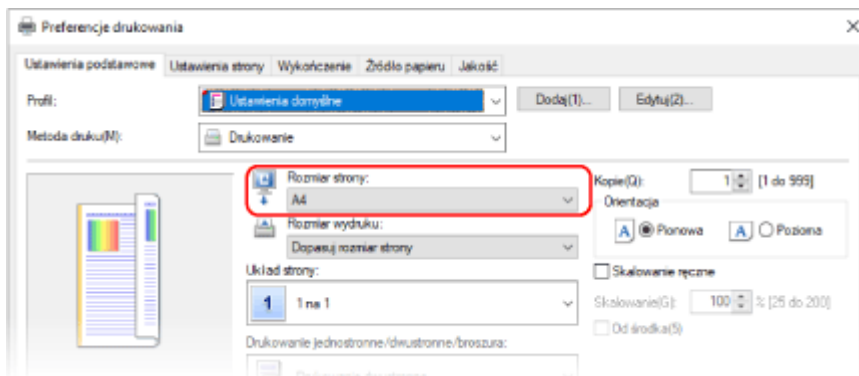 Preferencje drukowania
Ustawienia podstawowe Ustawienia strony Wykończenie Źródło papieru Jakość
Profil: Ustawienia domyślne Dodaj(1)... Edytuj(2)...
Metoda druku(M): Drukowanie
Rozmiar strony:
A4
Kopie(Q): 1 [1 do 999]
Orientacja
Rozmiar wydruku:
A Pionowa A Pozioma
Dopasuj rozmiar strony
Układ strony:
Skalowanie ręczne
1 1 na 1
Skalowanie(G): 100 % [25 do 200]
Od środka(5)
Drukowanie jednostronne/dwustronne/broszura: